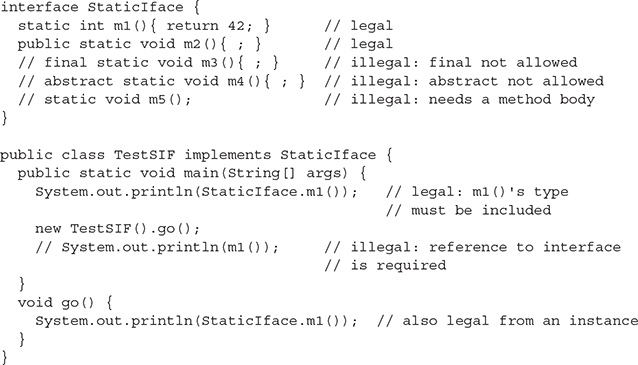 interface StaticIface {
  static int m1(){ return 42; }      // legal
  public static void m2(){ ; }       // legal
  // final static void m3(){ ; }     // illegal: final not allowed
  // abstract static void m4(){ ; }  // illegal: abstract not allowed
  // static void m5();               // illegal: needs a method body
}
public class TestSIF implements StaticIface {
  public static void main(String[] args) {
    System.out.println(StaticIface.m1());   // legal: m1()'s type
                                            // must be included
    new TestSIF().go();
    // System.out.println(m1());     // illegal: reference to interface
                                     // is required
  }
  void go() {
    System.out.println(StaticIface.m1());  // also legal from an instance
  }
}